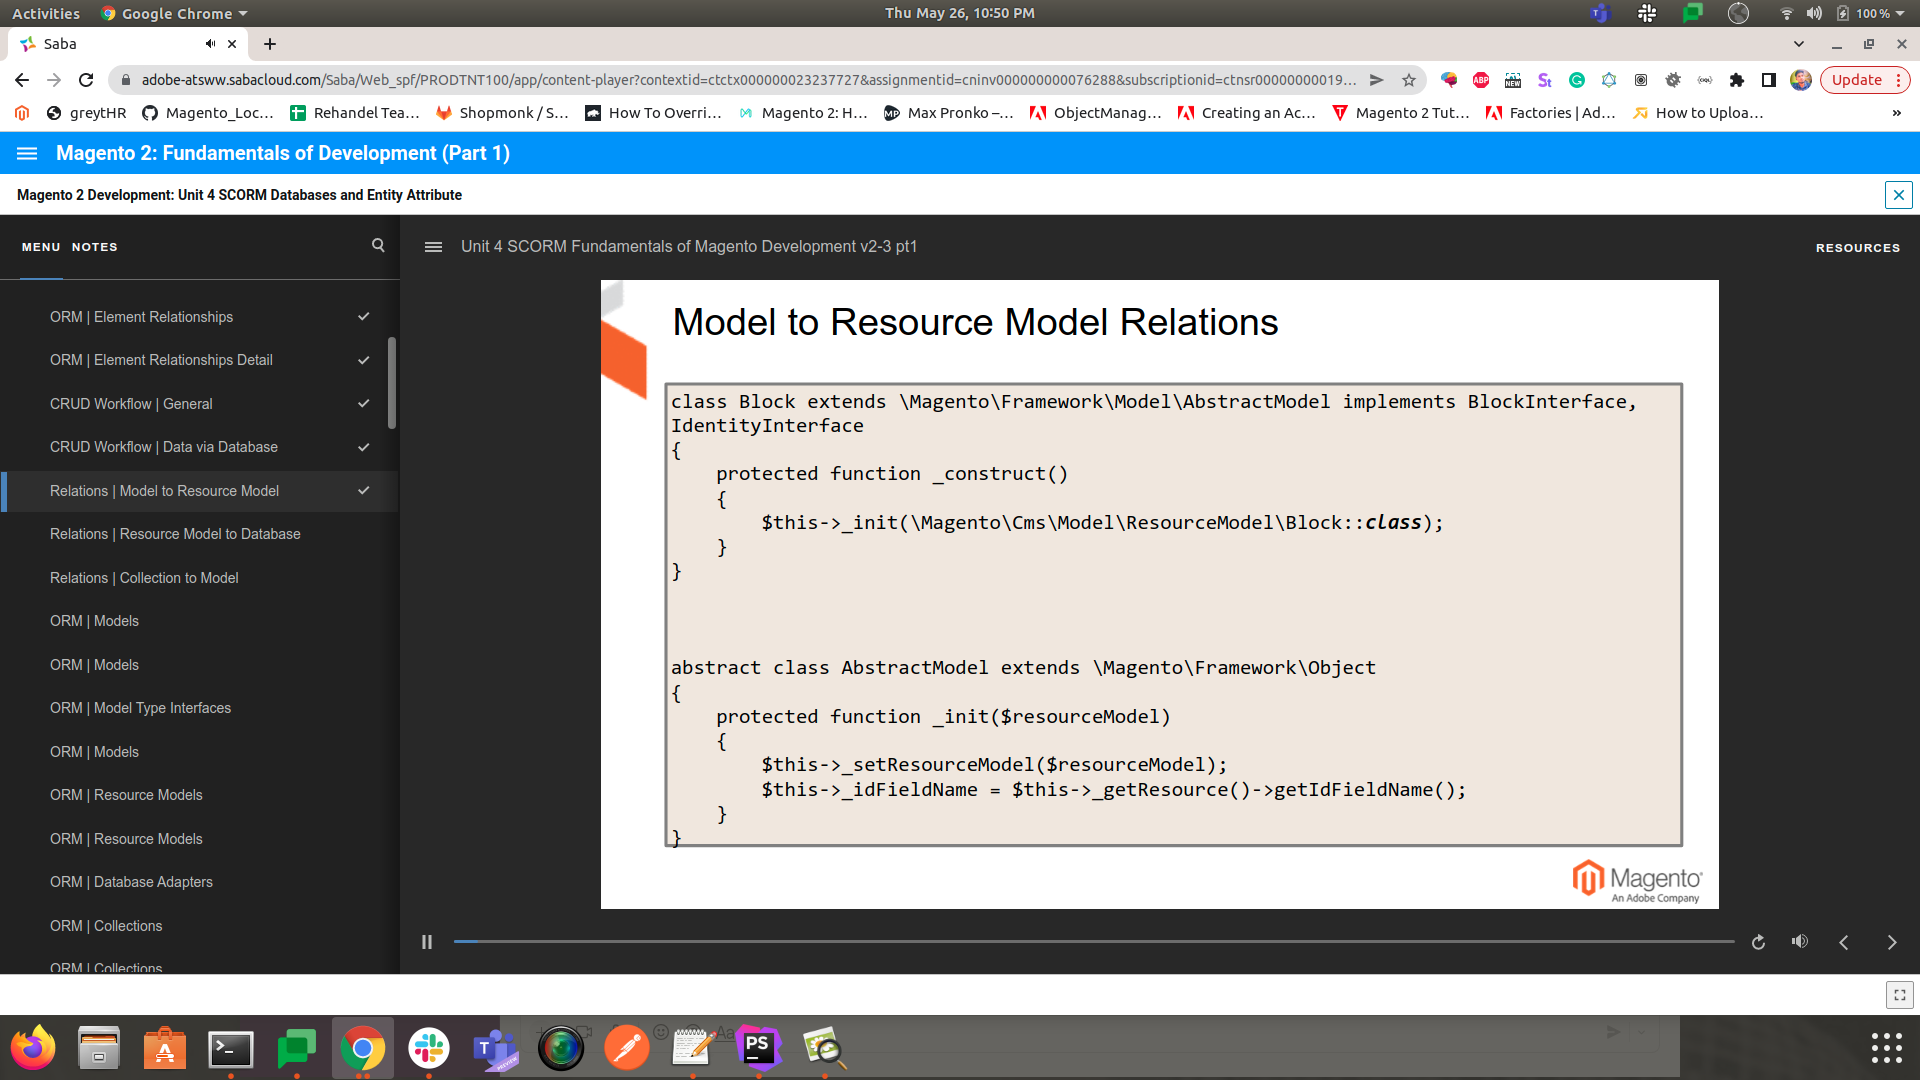 Activities Google Chrome Thu May 26, 10:50 PM 100 %
Saba
adobe-atsww.sabacloud.com/Saba/Web_spf/PRODTNT100/app/content-player?contextid=ctctx000000023237727&assignmentid=cninv000000000076288&subscriptionid=ctnsr00000000019... ABP NEW Update
greytHR Magento_Loc... Rehandel Tea... Shopmonk / S... How To Overri... Magento 2: H... Max Pronko –... ObjectManag... Creating an Ac... Magento 2 Tut... Factories | Ad... How to Uploa... »
Magento 2: Fundamentals of Development (Part 1)
Magento 2 Development: Unit 4 SCORM Databases and Entity Attribute
MENU NOTES
Unit 4 SCORM Fundamentals of Magento Development v2-3 pt1
RESOURCES
ORM | Element Relationships
ORM | Element Relationships Detail
CRUD Workflow | General
CRUD Workflow | Data via Database
Relations | Model to Resource Model
Relations | Resource Model to Database
Relations | Collection to Model
ORM | Models
ORM | Models
ORM | Model Type Interfaces
ORM | Models
ORM | Resource Models
ORM | Resource Models
ORM | Database Adapters
ORM | Collections
ORM | Collections
Model to Resource Model Relations
class Block extends \Magento\Framework\Model\AbstractModel implements BlockInterface,
IdentityInterface
{
    protected function _construct()
    {
        $this->_init(\Magento\Cms\Model\ResourceModel\Block::class);
    }
}
abstract class AbstractModel extends \Magento\Framework\Object
{
    protected function _init($resourceModel)
    {
        $this->_setResourceModel($resourceModel);
        $this->_idFieldName = $this->_getResource()->getIdFieldName();
    }
}
Magento
An Adobe Company
PS